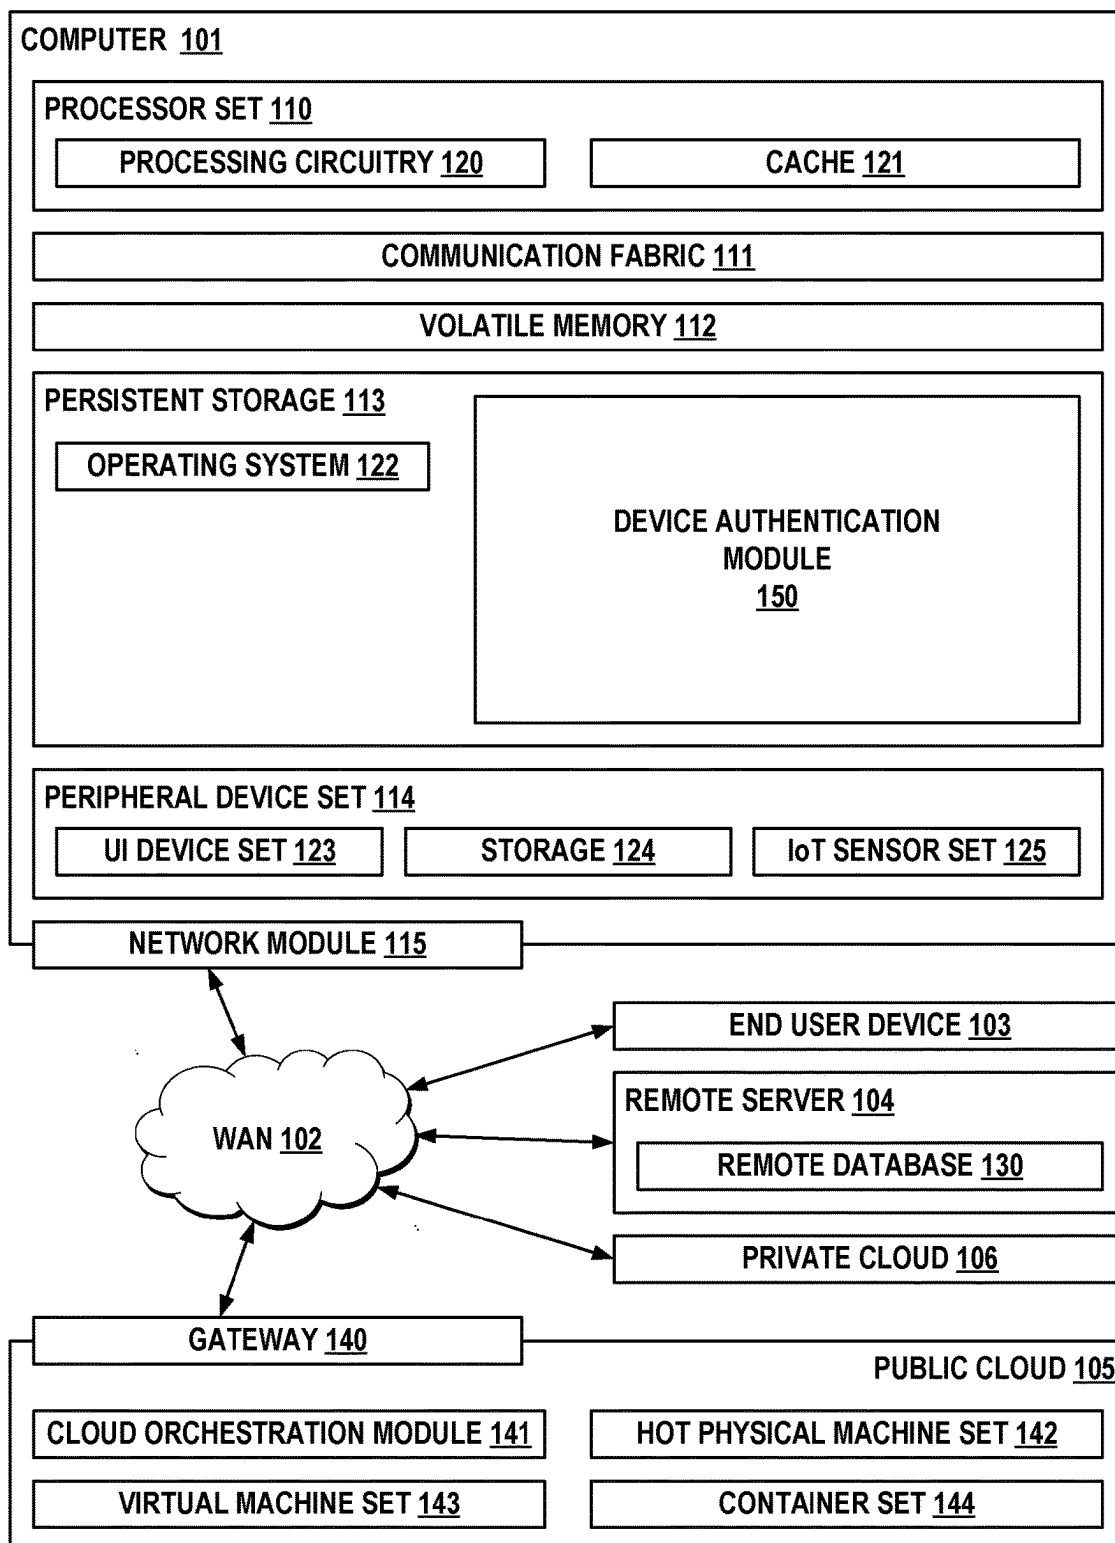 COMPUTER 101
PROCESSOR SET 110
PROCESSING CIRCUITRY 120
CACHE 121
COMMUNICATION FABRIC 111
VOLATILE MEMORY 112
PERSISTENT STORAGE 113
OPERATING SYSTEM 122
DEVICE AUTHENTICATION
MODULE
150
PERIPHERAL DEVICE SET 114
UI DEVICE SET 123
STORAGE 124
IoT SENSOR SET 125
NETWORK MODULE 115
END USER DEVICE 103
REMOTE SERVER 104
WAN 102
REMOTE DATABASE 130
PRIVATE CLOUD 106
GATEWAY 140
PUBLIC CLOUD 105
CLOUD ORCHESTRATION MODULE 141
HOT PHYSICAL MACHINE SET 142
VIRTUAL MACHINE SET 143
CONTAINER SET 144